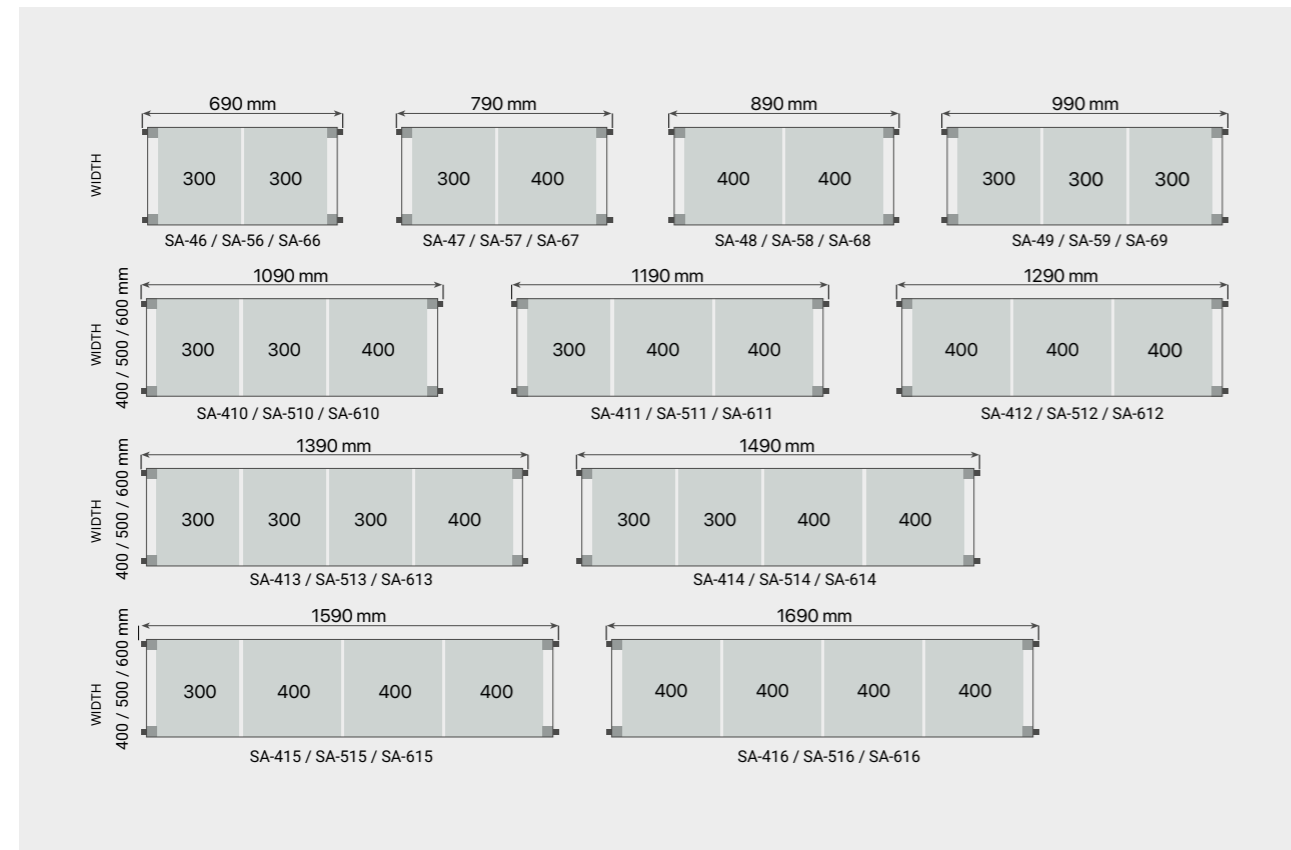 690 mm
790 mm
890 mm
990 mm
WIDTH
300 300
300 400
400 400
300 300 300
SA-46 / SA-56 / SA-66
SA-47 / SA-57 / SA-67
SA-48 / SA-58 / SA-68
SA-49 / SA-59 / SA-69
1090 mm
1190 mm
1290 mm
WIDTH
400 / 500 / 600 mm
300 300 400
300 400 400
400 400 400
SA-410 / SA-510 / SA-610
SA-411 / SA-511 / SA-611
SA-412 / SA-512 / SA-612
1390 mm
1490 mm
WIDTH
400 / 500 / 600 mm
300 300 300 400
300 300 400 400
SA-413 / SA-513 / SA-613
SA-414 / SA-514 / SA-614
1590 mm
1690 mm
WIDTH
400 / 500 / 600 mm
300 400 400 400
400 400 400 400
SA-415 / SA-515 / SA-615
SA-416 / SA-516 / SA-616